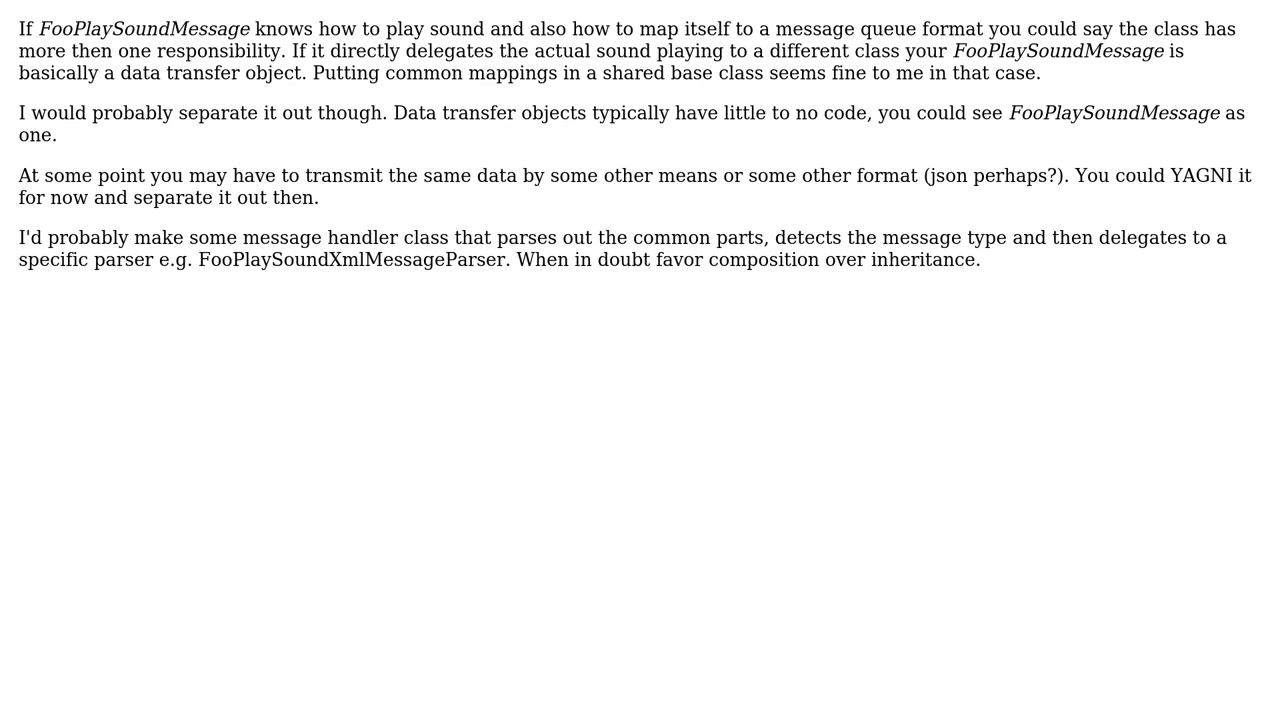 If FooPlaySoundMessage knows how to play sound and also how to map itself to a message queue format you could say the class has
more then one responsibility. If it directly delegates the actual sound playing to a different class your FooPlaySoundMessage is
basically a data transfer object. Putting common mappings in a shared base class seems fine to me in that case.
I would probably separate it out though. Data transfer objects typically have little to no code, you could see FooPlaySoundMessage as
one.
At some point you may have to transmit the same data by some other means or some other format (json perhaps?). You could YAGNI it
for now and separate it out then.
I'd probably make some message handler class that parses out the common parts, detects the message type and then delegates to a
specific parser e.g. FooPlaySoundXmlMessageParser. When in doubt favor composition over inheritance.